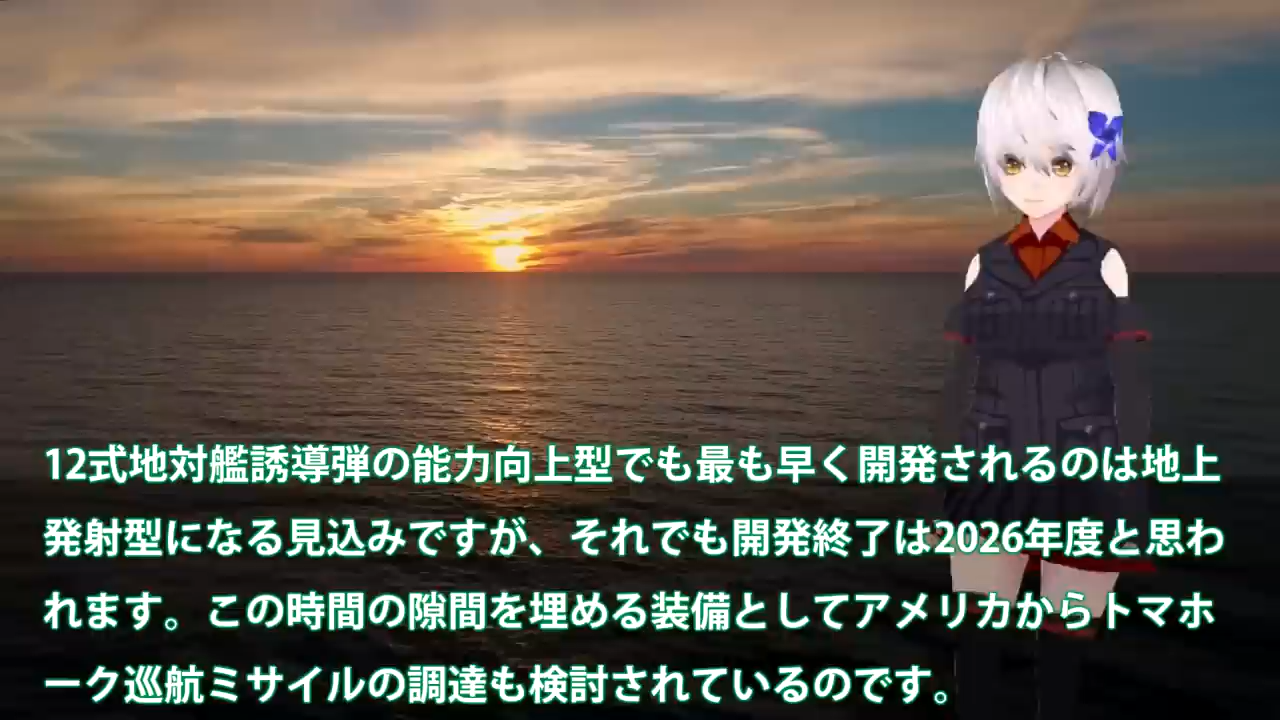 12式地対艦誘導弾の能力向上型でも最も早く開発されるのは地上
発射型になる見込みですが、それでも開発終了は2026年度と思わ
れます。この時間の隙間を埋める装備としてアメリカからトマホ
ーク巡航ミサイルの調達も検討されているのです。